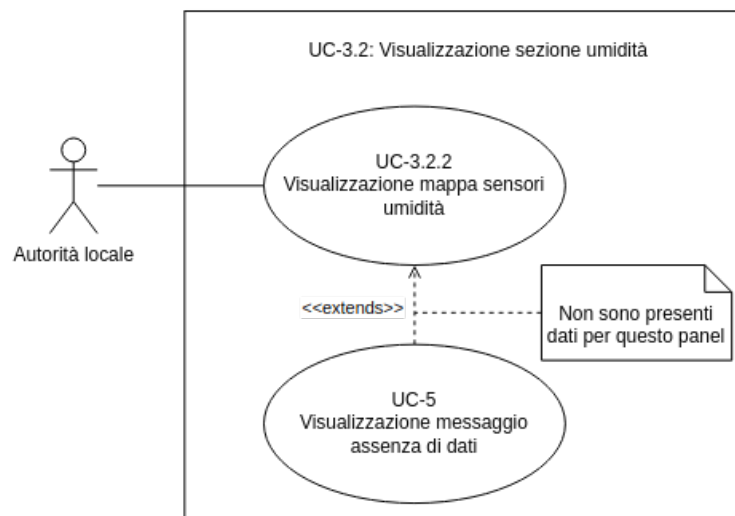 UC-3.2: Visualizzazione sezione umidità
UC-3.2.2
Visualizzazione mappa sensori
umidità
Autorità locale
<<extends>>
Non sono presenti
dati per questo panel
UC-5
Visualizzazione messaggio
assenza di dati